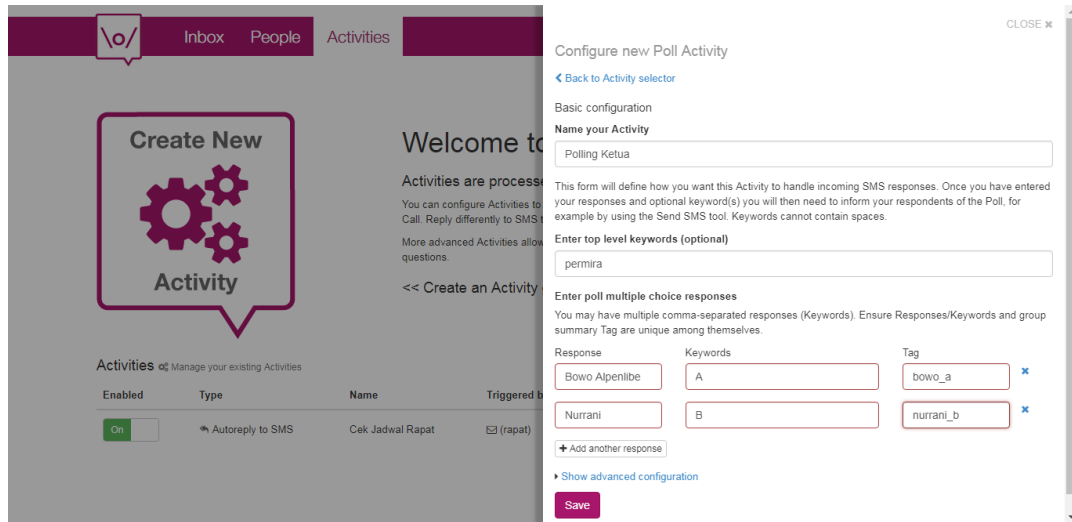 \o/
Inbox People Activities
Create New
Activity
Welcome to
Activities are processe
You can configure Activities to
Call. Reply differently to SMS t
More advanced Activities allow
questions.
<< Create an Activity
Activities Manage your existing Activities
Enabled Type Name Triggered b
On Autoreply to SMS Cek Jadwal Rapat (rapat)
CLOSE ✖
Configure new Poll Activity
Back to Activity selector
Basic configuration
Name your Activity
Polling Ketua
This form will define how you want this Activity to handle incoming SMS responses. Once you have entered
your responses and optional keyword(s) you will then need to inform your respondents of the Poll, for
example by using the Send SMS tool. Keywords cannot contain spaces.
Enter top level keywords (optional)
permira
Enter poll multiple choice responses
You may have multiple comma-separated responses (Keywords). Ensure Responses/Keywords and group
summary Tag are unique among themselves.
Response Keywords Tag
Bowo Alpenlibe A bowo_a ✖
Nurrani B nurrani_b ✖
+ Add another response
Show advanced configuration
Save